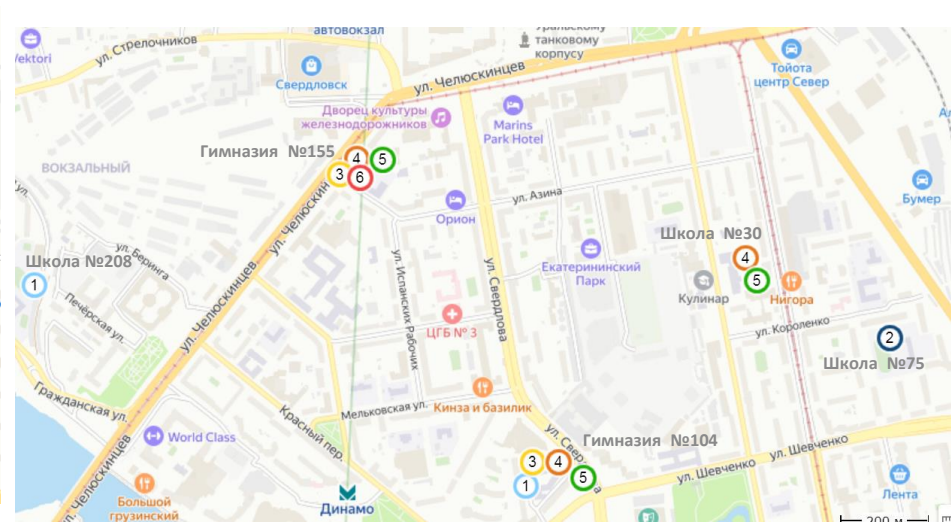 автовокзал
Уральскому
танковому
корпусу
Vektori
ул. Стрелочников
Свердловск
ул. Челюскинцев
Тойота
центр Север
Дворец культуры
железнодорожников
Marins
Park Hotel
Гимназия №155
4
5
3
6
ВОКЗАЛЬНЫЙ
Бумер
ул. Азина
Орион
ул. Челюскин
Школа №30
4
5
ул. Беринга
Школа №208
1
Екатерининский
Парк
Кулинар
Нигора
ул. Испанских Рабочих
ул. Свердлова
Печёрская ул.
ул. Челюскинцев
ЦГБ № 3
ул. Короленко
2
Школа №75
Гражданская ул.
Мельковская ул.
Кинза и базилик
Красный пер.
World Class
Гимназия №104
3
4
5
1
ул. Шевченко
ул. Шевченко
Челюскинцев
Большой
грузинский
Динамо
Лента
200 м